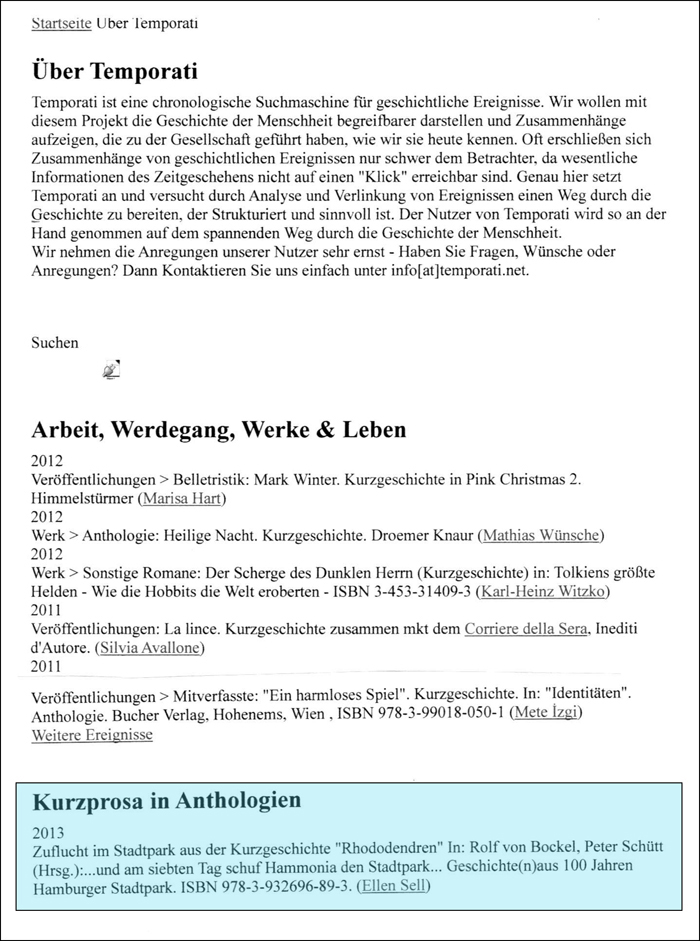 Startseite Über Temporati
Über Temporati
Temporati ist eine chronologische Suchmaschine für geschichtliche Ereignisse. Wir wollen mit
diesem Projekt die Geschichte der Menschheit begreifbarer darstellen und Zusammenhänge
aufzeigen, die zu der Gesellschaft geführt haben, wie wir sie heute kennen. Oft erschließen sich
Zusammenhänge von geschichtlichen Ereignissen nur schwer dem Betrachter, da wesentliche
Informationen des Zeitgeschehens nicht auf einen "Klick" erreichbar sind. Genau hier setzt
Temporati an und versucht durch Analyse und Verlinkung von Ereignissen einen Weg durch die
Geschichte zu bereiten, der Strukturiert und sinnvoll ist. Der Nutzer von Temporati wird so an der
Hand genommen auf dem spannenden Weg durch die Geschichte der Menschheit.
Wir nehmen die Anregungen unserer Nutzer sehr ernst - Haben Sie Fragen, Wünsche oder
Anregungen? Dann Kontaktieren Sie uns einfach unter info[at]temporati.net.
Suchen
Arbeit, Werdegang, Werke & Leben
2012
Veröffentlichungen > Belletristik: Mark Winter. Kurzgeschichte in Pink Christmas 2.
Himmelstürmer (Marisa Hart)
2012
Werk > Anthologie: Heilige Nacht. Kurzgeschichte. Droemer Knaur (Mathias Wünsche)
2012
Werk > Sonstige Romane: Der Scherge des Dunklen Herrn (Kurzgeschichte) in: Tolkiens größte
Helden - Wie die Hobbits die Welt eroberten - ISBN 3-453-31409-3 (Karl-Heinz Witzko)
2011
Veröffentlichungen: La lince. Kurzgeschichte zusammen mkt dem Corriere della Sera, Inediti
d'Autore. (Silvia Avallone)
2011
Veröffentlichungen > Mitverfasste: "Ein harmloses Spiel". Kurzgeschichte. In: "Identitäten".
Anthologie. Bucher Verlag, Hohenems, Wien , ISBN 978-3-99018-050-1 (Mete İzgi)
Weitere Ereignisse
Kurzprosa in Anthologien
2013
Zuflucht im Stadtpark aus der Kurzgeschichte "Rhododendren" In: Rolf von Bockel, Peter Schütt
(Hrsg.):...und am siebten Tag schuf Hammonia den Stadtpark... Geschichte(n)aus 100 Jahren
Hamburger Stadtpark. ISBN 978-3-932696-89-3. (Ellen Sell)